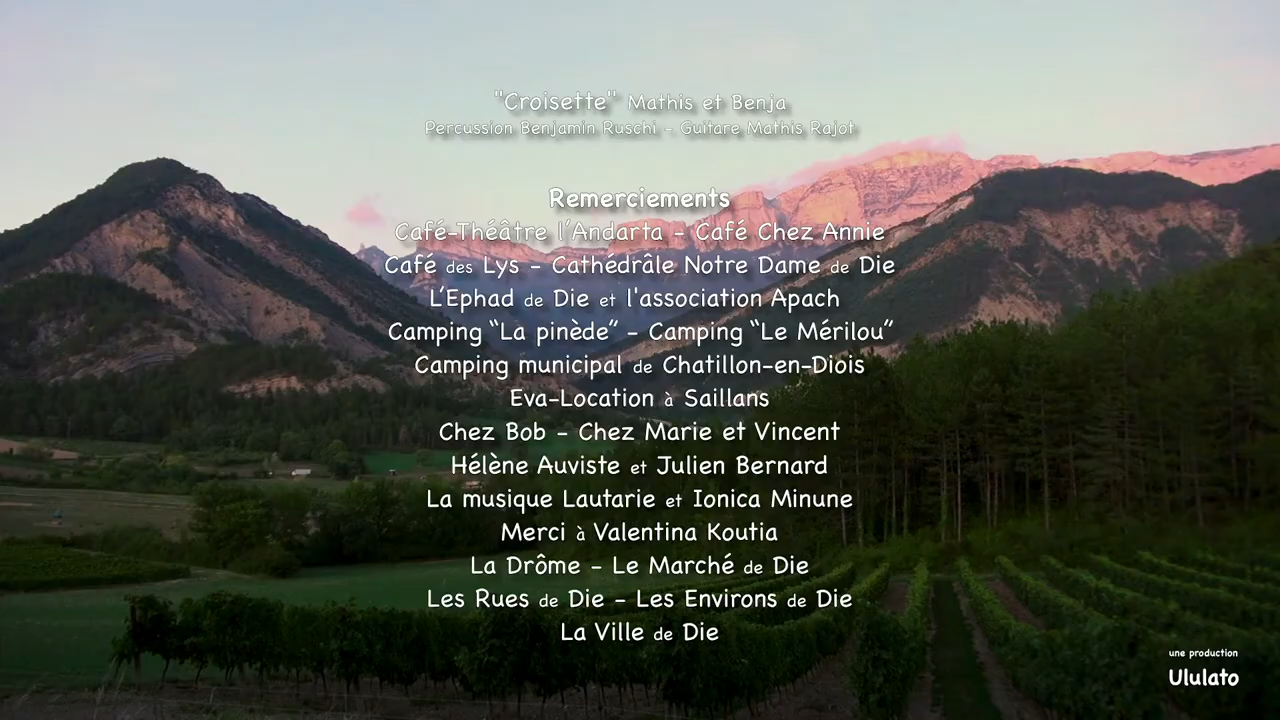 "Croisette" Mathis et Benja
Percussion Benjamin Ruschi - Guitare Mathis Rajot
Remerciements
Café-Théâtre l'Andarta - Café Chez Annie
Café des Lys - Cathédrâle Notre Dame de Die
L'Ephad de Die et l'association Apach
Camping “La pinède” - Camping “Le Mérilou”
Camping municipal de Chatillon-en-Diois
Eva-Location à Saillans
Chez Bob - Chez Marie et Vincent
Hélène Auviste et Julien Bernard
La musique Lautarie et Ionica Minune
Merci à Valentina Koutia
La Drôme - Le Marché de Die
Les Rues de Die - Les Environs de Die
La Ville de Die
une production
Ululato